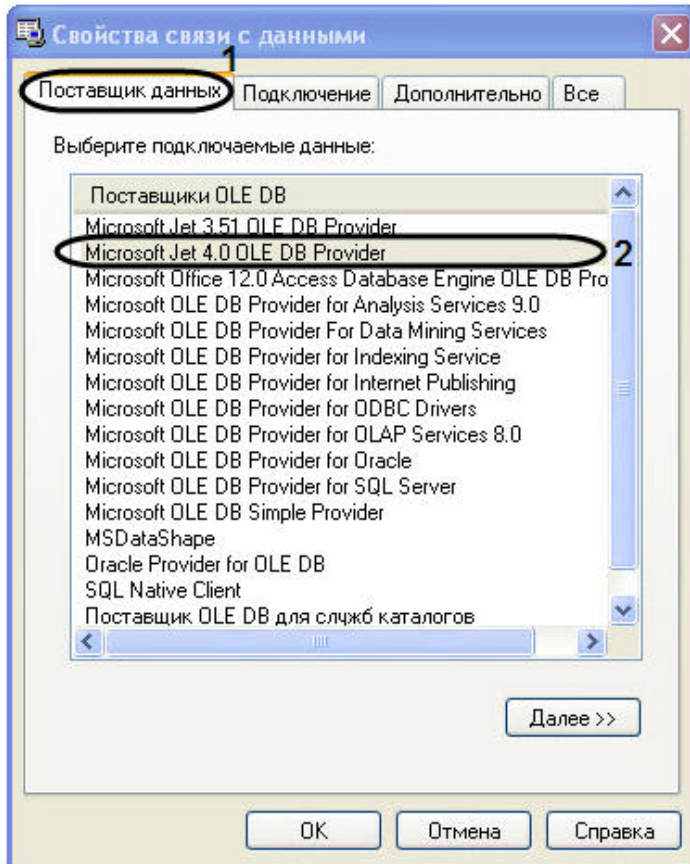 Свойства связи с данными
1
Поставщик данных Подключение Дополнительно Все
Выберите подключаемые данные:
Поставщики OLE DB
Microsoft Jet 3.51 OLE DB Provider
Microsoft Jet 4.0 OLE DB Provider
2
Microsoft Office 12.0 Access Database Engine OLE DB Pro
Microsoft OLE DB Provider for Analysis Services 9.0
Microsoft OLE DB Provider For Data Mining Services
Microsoft OLE DB Provider for Indexing Service
Microsoft OLE DB Provider for Internet Publishing
Microsoft OLE DB Provider for ODBC Drivers
Microsoft OLE DB Provider for OLAP Services 8.0
Microsoft OLE DB Provider for Oracle
Microsoft OLE DB Provider for SQL Server
Microsoft OLE DB Simple Provider
MSDataShape
Oracle Provider for OLE DB
SQL Native Client
Поставщик OLE DB для служб каталогов
Далее >>
OK Отмена Справка